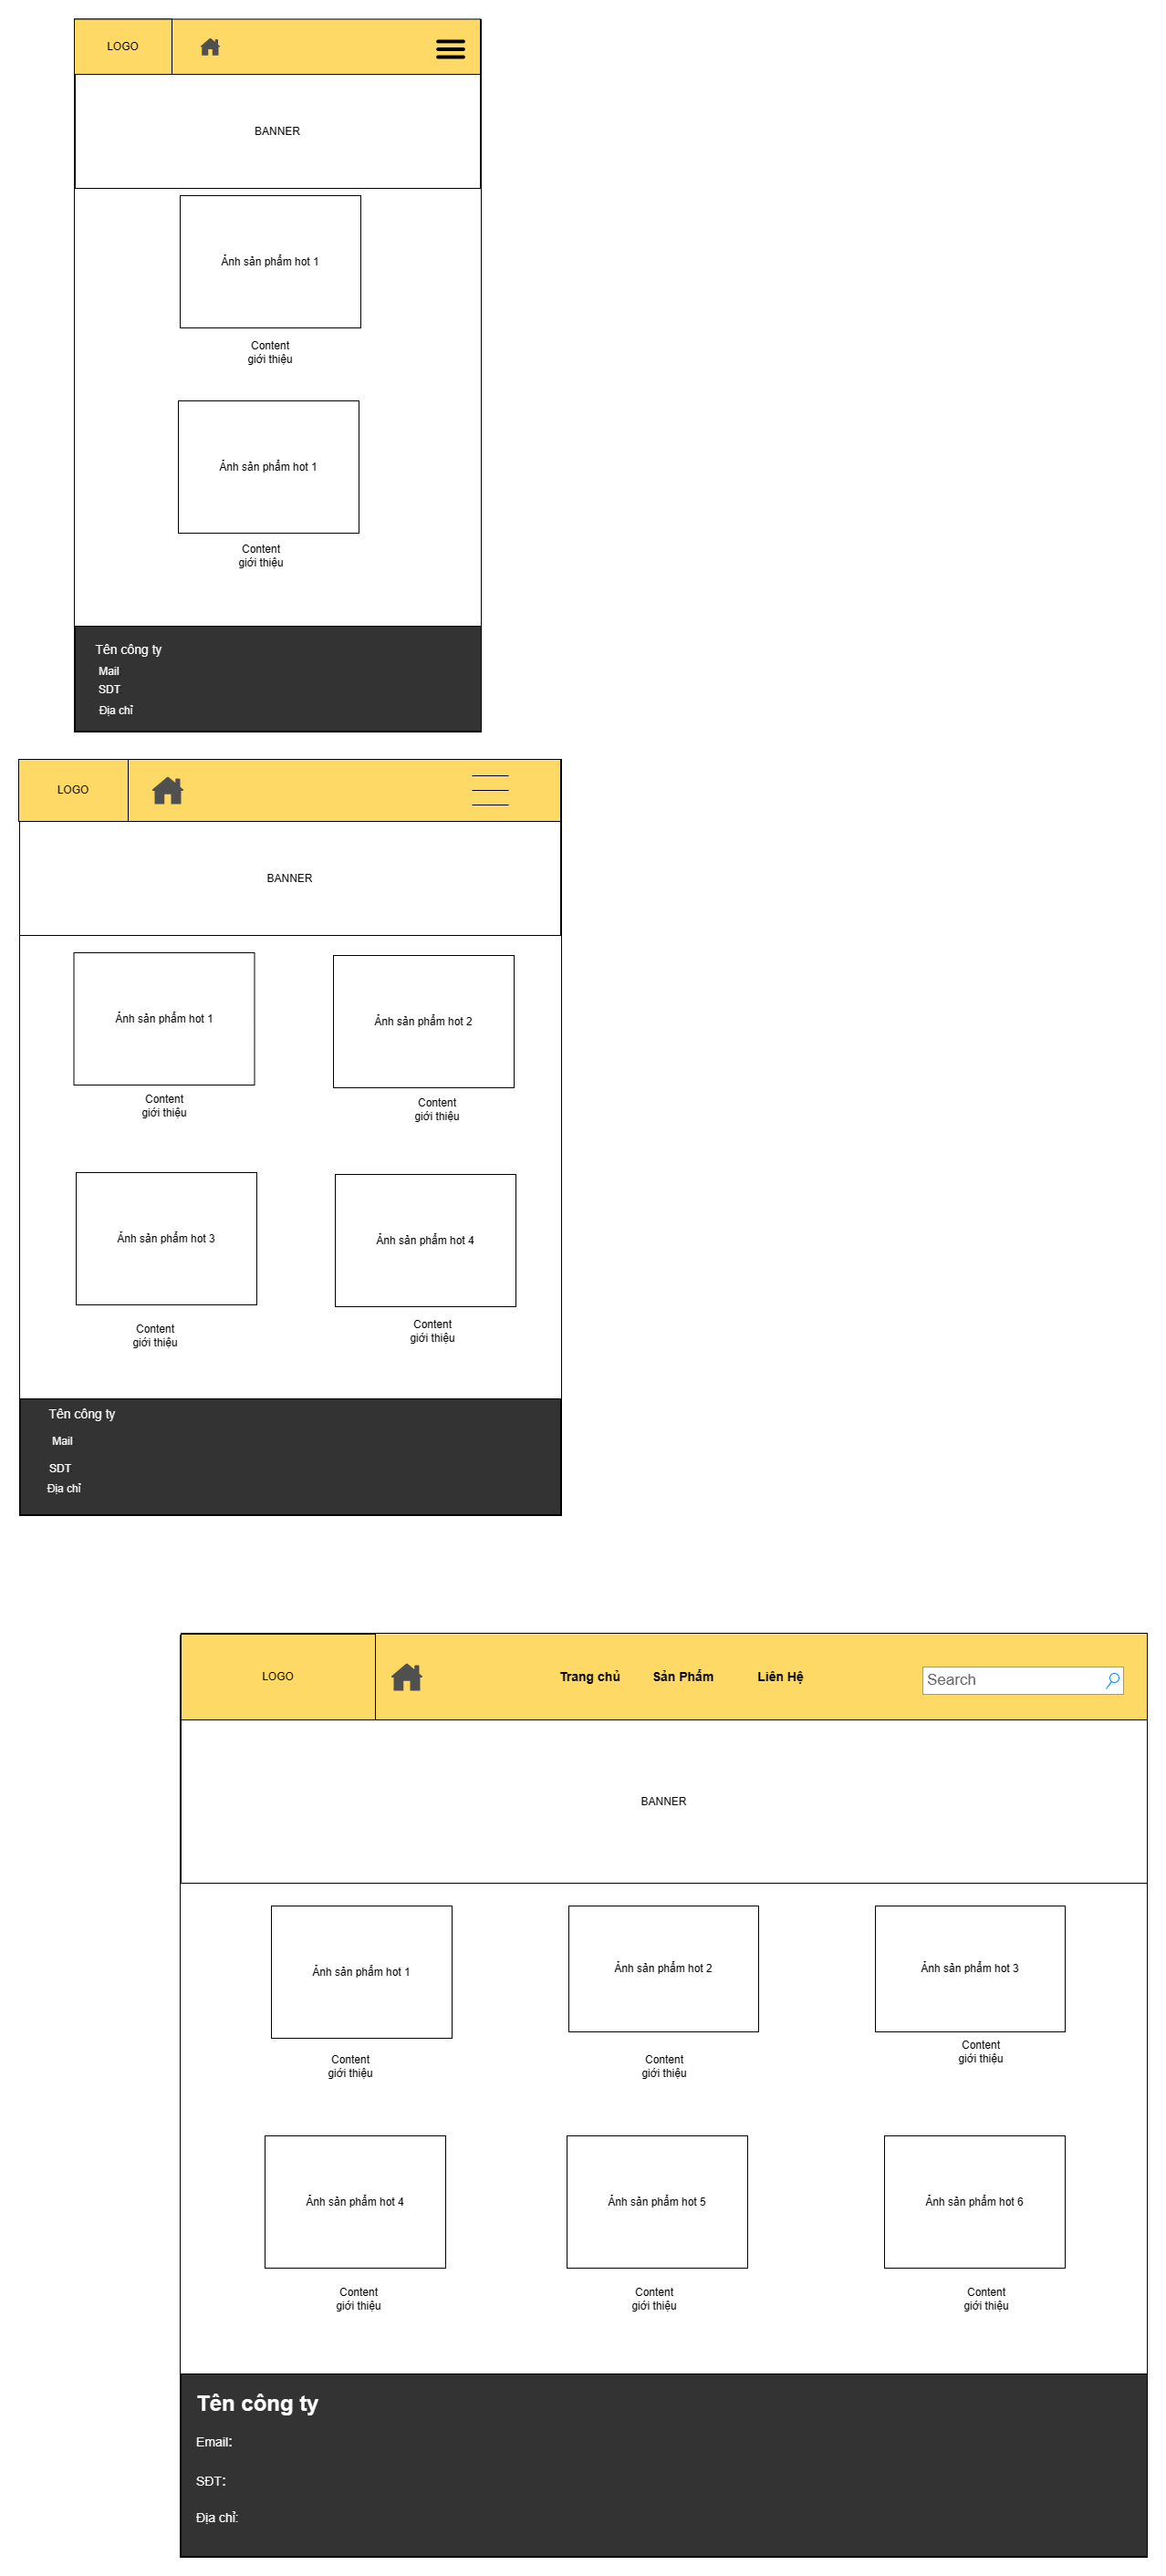 LOGO
BANNER
Ảnh sản phẩm hot 1
Content
giới thiệu
Ảnh sản phẩm hot 1
Content
giới thiệu
Tên công ty
Mail
SDT
Địa chỉ
LOGO
BANNER
Ảnh sản phẩm hot 1
Ảnh sản phẩm hot 2
Content
giới thiệu
Content
giới thiệu
Ảnh sản phẩm hot 3
Ảnh sản phẩm hot 4
Content
giới thiệu
Content
giới thiệu
Tên công ty
Mail
SDT
Địa chỉ
LOGO
Trang chủ
Sản Phẩm
Liên Hệ
Search
BANNER
Ảnh sản phẩm hot 1
Ảnh sản phẩm hot 2
Ảnh sản phẩm hot 3
Content
giới thiệu
Content
giới thiệu
Content
giới thiệu
Ảnh sản phẩm hot 4
Ảnh sản phẩm hot 5
Ảnh sản phẩm hot 6
Content
giới thiệu
Content
giới thiệu
Content
giới thiệu
Tên công ty
Email:
SĐT:
Địa chỉ: